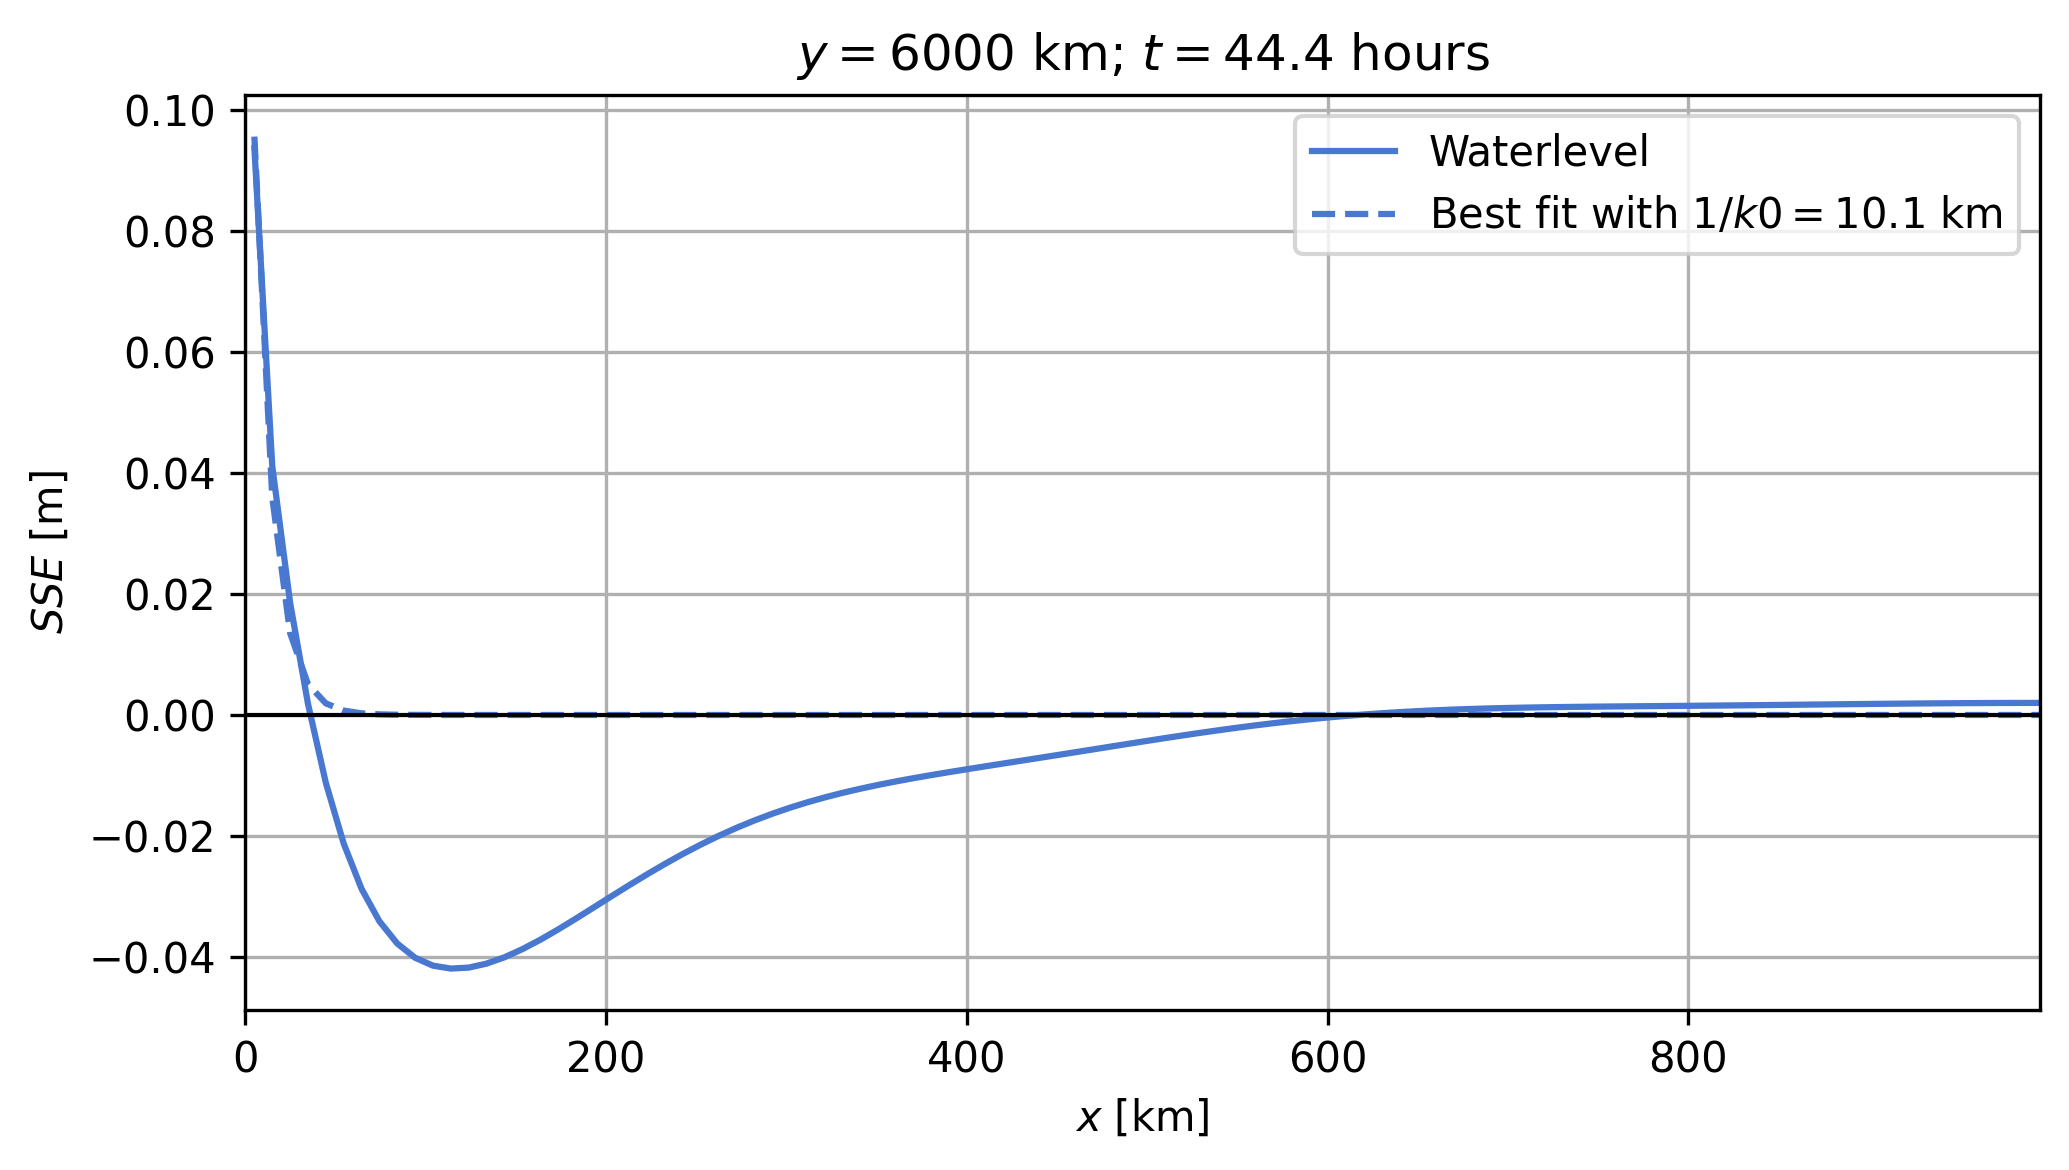 y = 6000 km; t = 44.4 hours
0.10
0.08
0.06
0.04
0.02
0.00
−0.02
−0.04
SSE [m]
Waterlevel
Best fit with 1/k0 = 10.1 km
0 200 400 600 800
x [km]